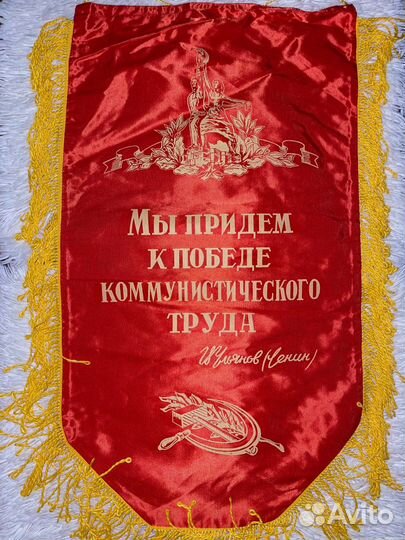 Мы придем
к победе
коммунистического
труда
В Ульянов (Ленин)
Avito